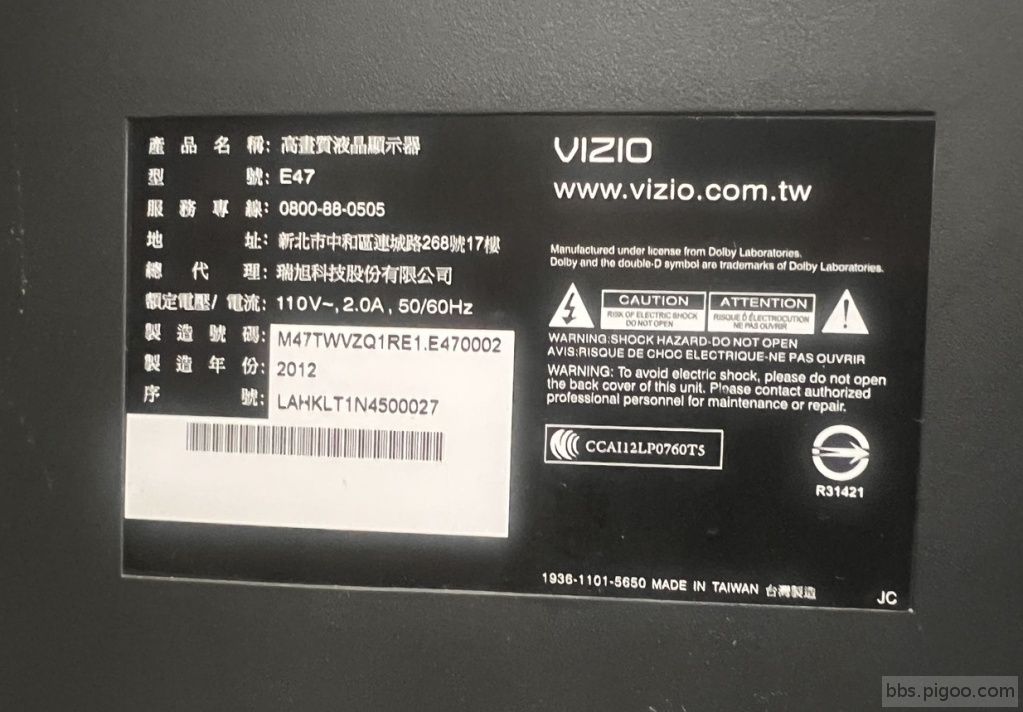 產品名稱: 高畫質液晶顯示器
型號: E47
服務專線: 0800-88-0505
地址: 新北市中和區連城路268號17樓
總代理: 瑞旭科技股份有限公司
額定電壓/電流: 110V~, 2.0A, 50/60Hz
製造號碼: M47TWVZQ1RE1.E470002
製造年份: 2012
序號: LAHKLT1N4500027
VIZIO
www.vizio.com.tw
Manufactured under license from Dolby Laboratories.
Dolby and the double-D symbol are trademarks of Dolby Laboratories.
CAUTION
RISK OF ELECTRIC SHOCK
DO NOT OPEN
ATTENTION
RISQUE D ÉLECTROCUTION
NE PAS OUVRIR
WARNING:SHOCK HAZARD-DO NOT OPEN
AVIS:RISQUE DE CHOC ELECTRIQUE-NE PAS OUVRIR
WARNING: To avoid electric shock, please do not open
the back cover of this unit. Please contact authorized
professional personnel for maintenance or repair.
CCAI12LP0760T5
R31421
1936-1101-5650 MADE IN TAIWAN 台灣製造
JC
bbs.pigoo.com